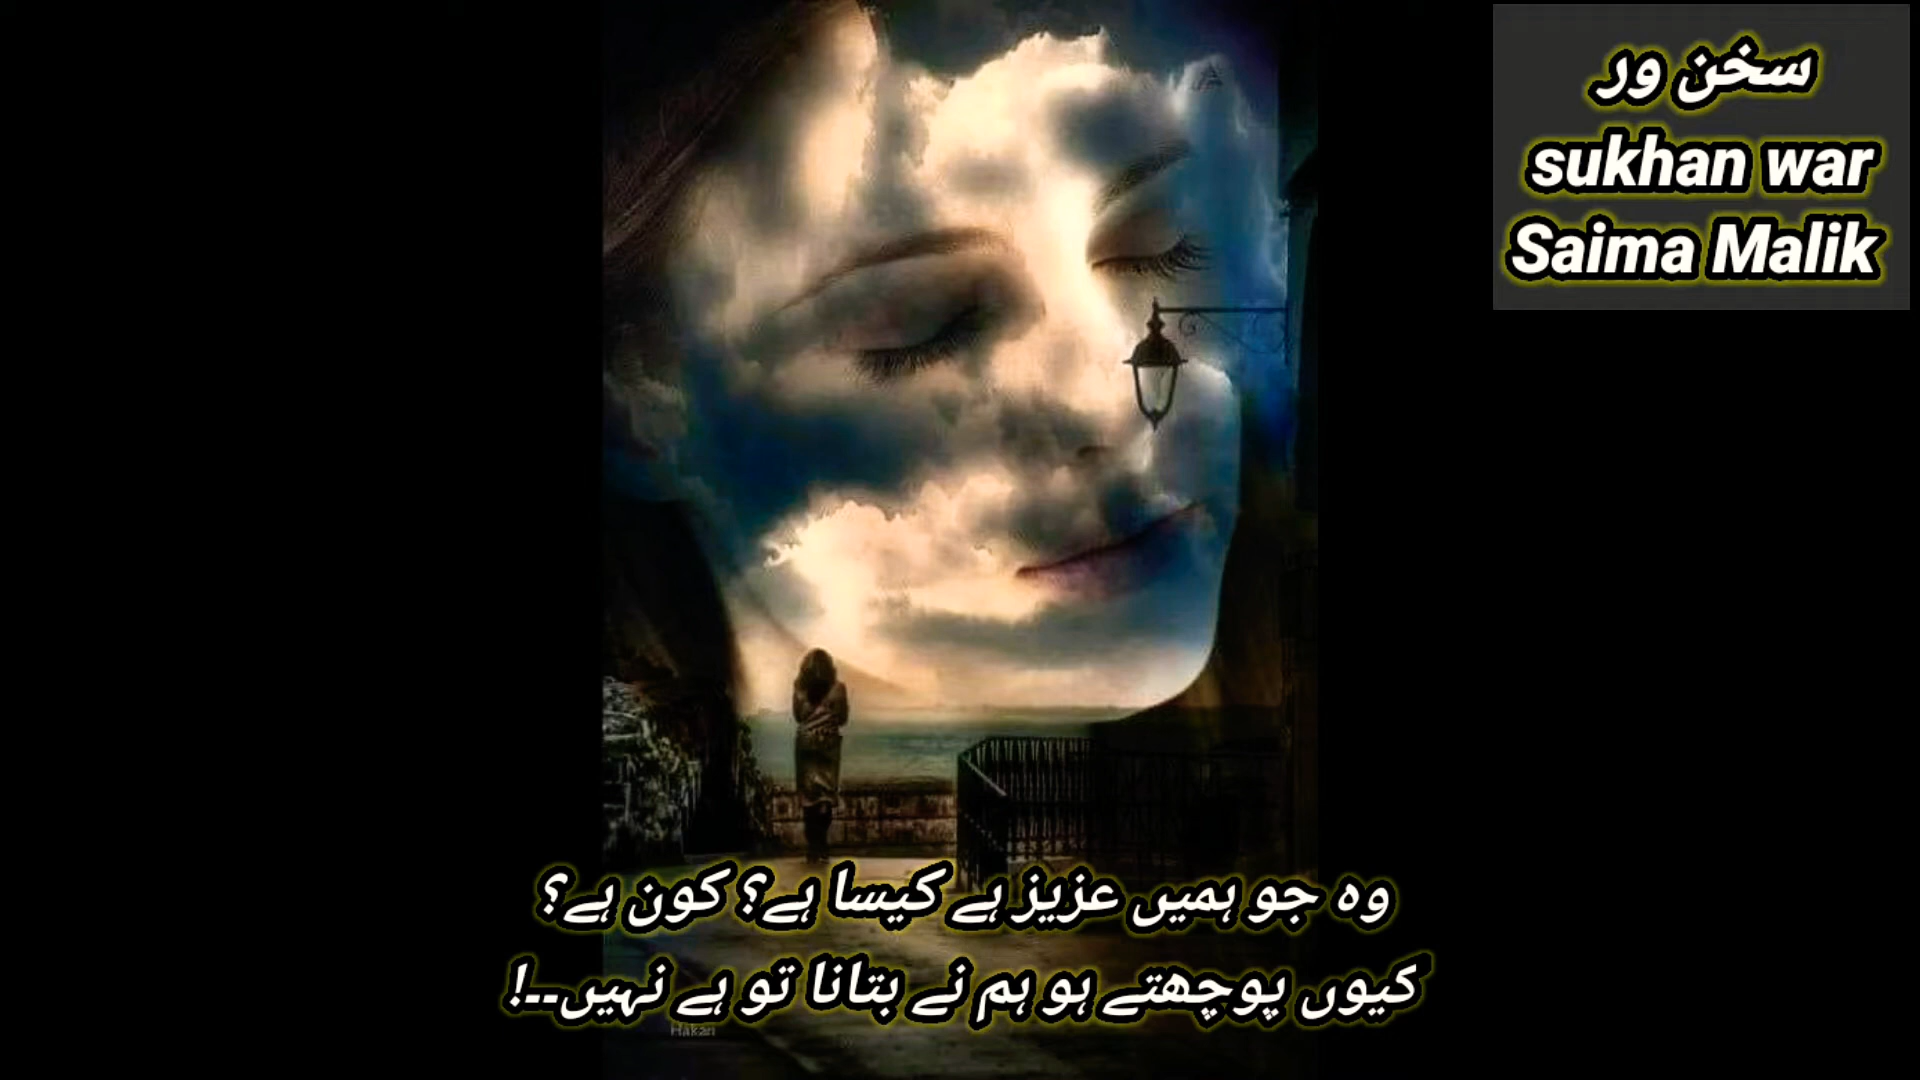 سخن ور
sukhan war
Saima Malik
وہ جو ہمیں عزیز ہے کیسا ہے؟ کون ہے؟
کیوں پوچھتے ہو ہم نے بتانا تو ہے نہیں۔۔!
Hakan